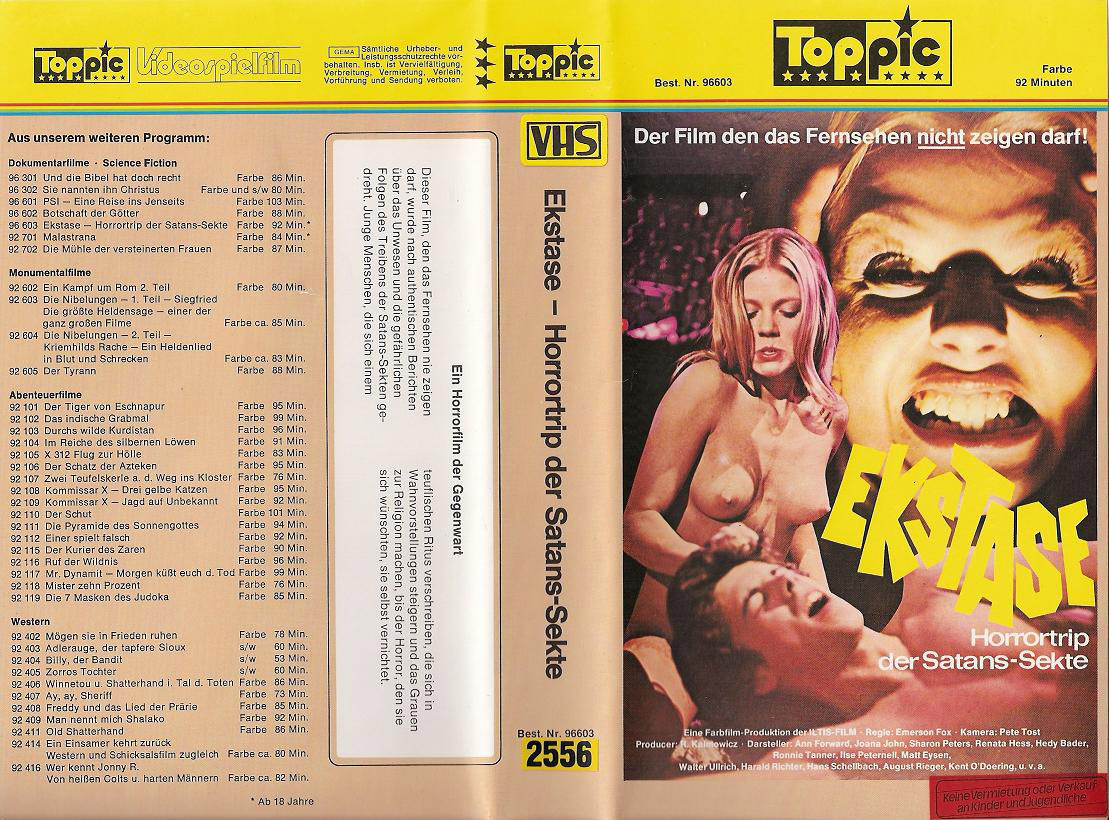 Toppic Videospielfilm
GEMA Sämtliche Urheber- und
Leistungsschutzrechte vor-
behalten. Insb. ist Vervielfältigung,
Verbreitung, Vermietung, Verleih,
Vorführung und Sendung verboten.
Aus unserem weiteren Programm:
Dokumentarfilme · Science Fiction
96 301 Und die Bibel hat doch recht Farbe 86 Min.
96 302 Sie nannten ihn Christus Farbe und s/w 80 Min.
96 601 PSI – Eine Reise ins Jenseits Farbe 103 Min.
96 602 Botschaft der Götter Farbe 88 Min.
96 603 Ekstase – Horrortrip der Satans-Sekte Farbe 92 Min.*
92 701 Malastrana Farbe 84 Min.*
92 702 Die Mühle der versteinerten Frauen Farbe 87 Min.
Monumentalfilme
92 602 Ein Kampf um Rom 2. Teil Farbe 80 Min.
92 603 Die Nibelungen – 1. Teil – Siegfried
Die größte Heldensage – einer der
ganz großen Filme Farbe ca. 85 Min.
92 604 Die Nibelungen – 2. Teil –
Kriemhilds Rache – Ein Heldenlied
in Blut und Schrecken Farbe ca. 83 Min.
92 605 Der Tyrann Farbe 88 Min.
Abenteuerfilme
92 101 Der Tiger von Eschnapur Farbe 95 Min.
92 102 Das indische Grabmal Farbe 99 Min.
92 103 Durchs wilde Kurdistan Farbe 96 Min.
92 104 Im Reiche des silbernen Löwen Farbe 91 Min.
92 105 X 312 Flug zur Hölle Farbe 83 Min.
92 106 Der Schatz der Azteken Farbe 95 Min.
92 107 Zwei Teufelskerle a. d. Weg ins Kloster Farbe 76 Min.
92 108 Kommissar X – Drei gelbe Katzen Farbe 95 Min.
92 109 Kommissar X – Jagd auf Unbekannt Farbe 92 Min.
92 110 Der Schut Farbe 101 Min.
92 111 Die Pyramide des Sonnengottes Farbe 94 Min.
92 112 Einer spielt falsch Farbe 92 Min.
92 115 Der Kurier des Zaren Farbe 90 Min.
92 116 Ruf der Wildnis Farbe 96 Min.
92 117 Mr. Dynamit – Morgen küßt euch d. Tod Farbe 99 Min.
92 118 Mister zehn Prozent Farbe 76 Min.
92 119 Die 7 Masken des Judoka Farbe 85 Min.
Western
92 402 Mögen sie in Frieden ruhen Farbe 78 Min.
92 403 Adlerauge, der tapfere Sioux s/w 60 Min.
92 404 Billy, der Bandit s/w 53 Min.
92 405 Zorros Tochter s/w 60 Min.
92 406 Winnetou u. Shatterhand i. Tal d. Toten Farbe 86 Min.
92 407 Ay, ay, Sheriff Farbe 73 Min.
92 408 Freddy und das Lied der Prärie Farbe 85 Min.
92 409 Man nennt mich Shalako Farbe 92 Min.
92 411 Old Shatterhand Farbe 86 Min.
92 414 Ein Einsamer kehrt zurück
Western und Schicksalsfilm zugleich Farbe ca. 80 Min.
92 416 Wer kennt Jonny R.
Von heißen Colts u. harten Männern Farbe ca. 82 Min.
* Ab 18 Jahre
Ein Horrorfilm der Gegenwart
Dieser Film, den das Fernsehen nie zeigen
darf, wurde nach authentischen Berichten
über das Unwesen und die gefährlichen
Folgen des Treibens der Satans-Sekten ge-
dreht. Junge Menschen, die sich einem
teuflischen Ritus verschreiben, die sich in
Wahnvorstellungen steigern und das Grauen
zur Religion machen, bis der Horror, den sie
sich wünschten, sie selbst vernichtet.
Toppic
VHS
Ekstase – Horrortrip der Satans-Sekte
Best. Nr. 96603
2556
Best. Nr. 96603
Toppic
Farbe
92 Minuten
Der Film den das Fernsehen nicht zeigen darf!
EKSTASE
Horrortrip
der Satans-Sekte
Eine Farbfilm-Produktion der ILTIS-FILM · Regie: Emerson Fox · Kamera: Pete Tost
Producer: R. Kalmowicz · Darsteller: Ann Forward, Joana John, Sharon Peters, Renata Hess, Hedy Bader,
Ronnie Tanner, Ilse Peternell, Matt Eysen,
Walter Ullrich, Harald Richter, Hans Schellbach, August Rieger, Kent O'Doering, u. v. a.
Keine Vermietung oder Verkauf
an Kinder und Jugendliche